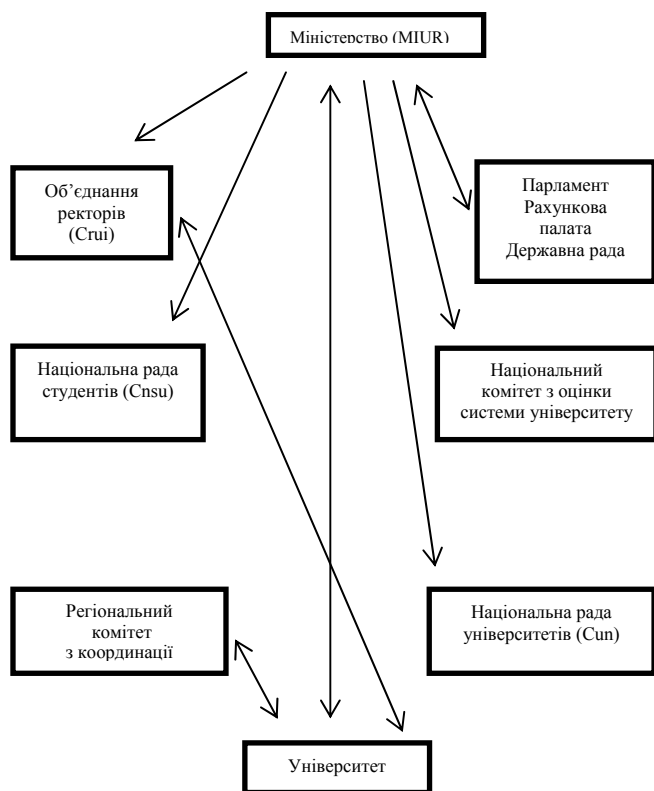 Міністерство (MIUR)
Об’єднання
ректорів
(Crui)
Парламент
Рахункова
палата
Державна рада
Національна рада
студентів (Cnsu)
Національний
комітет з оцінки
системи університету
Регіональний
комітет
з координації
Національна рада
університетів (Cun)
Університет